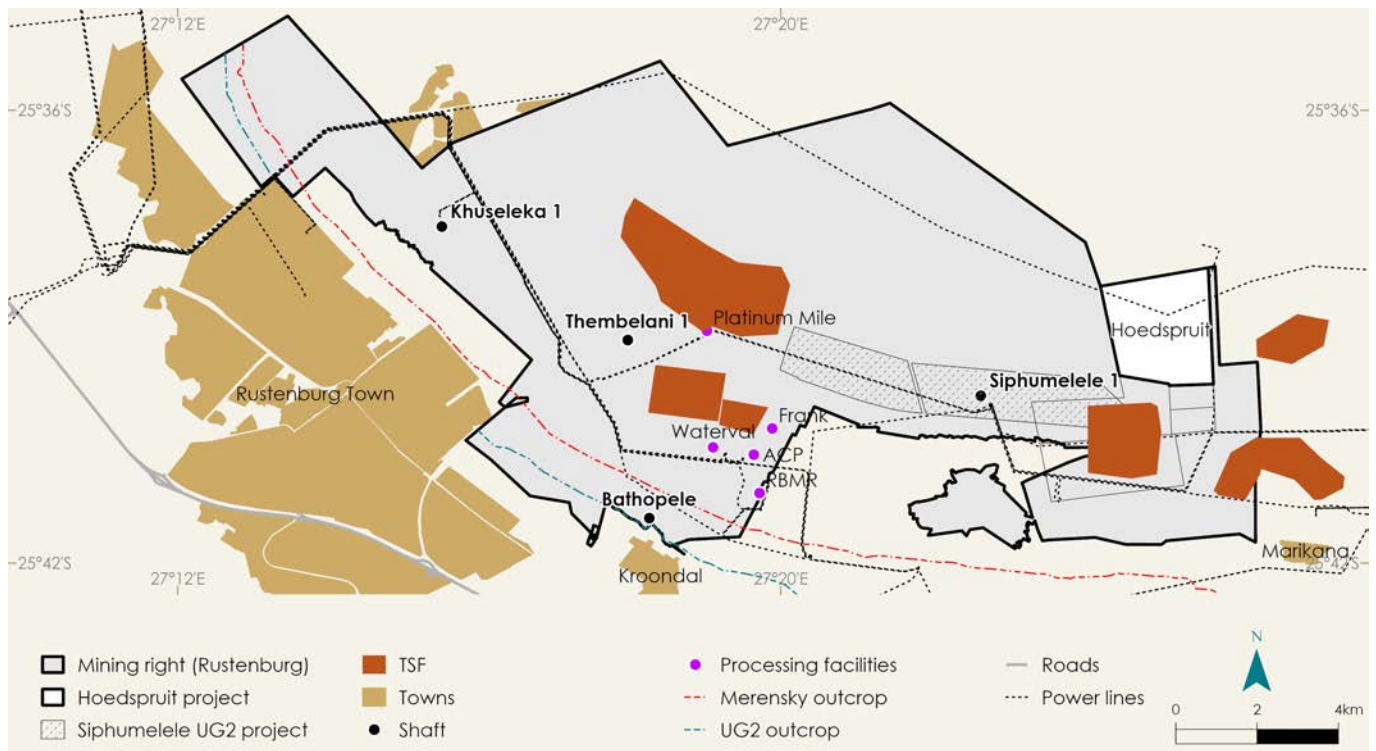 27°12'E
27°20'E
25°36'S
25°36'S
Khuseleka 1
Thembelani 1
Platinum Mile
Hoedspruit
Siphumelele 1
Rustenburg Town
Frank
Waterval
ACP
RBMR
Bathopele
Marikana
25°42'S
25°42'S
27°12'E
Kroondal
27°20'E
N
Mining right (Rustenburg)
TSF
Processing facilities
Roads
Hoedspruit project
Towns
Merensky outcrop
Power lines
Siphumelele UG2 project
Shaft
UG2 outcrop
0 2 4km